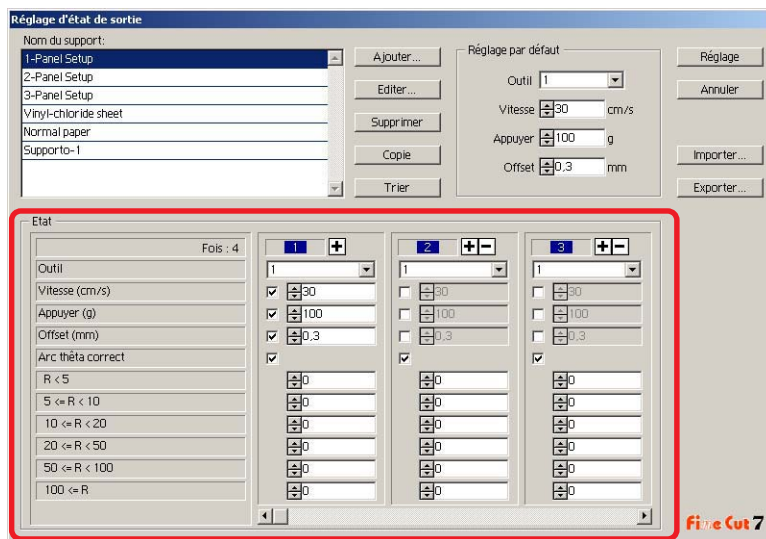 Réglage d'état de sortie
Nom du support:
1-Panel Setup
2-Panel Setup
3-Panel Setup
Vinyl-chloride sheet
Normal paper
Supporto-1
Ajouter...
Editer...
Supprimer
Copie
Trier
Réglage par défaut
Outil 1
Vitesse 30 cm/s
Appuyer 100 g
Offset 0,3 mm
Réglage
Annuler
Importer...
Exporter...
Etat
Fois : 4 1 + 2 + − 3 + −
Outil 1 1 1
Vitesse (cm/s) 30 30 30
Appuyer (g) 100 100 100
Offset (mm) 0,3 0,3 0,3
Arc thêta correct
R < 5 0 0 0
5 <= R < 10 0 0 0
10 <= R < 20 0 0 0
20 <= R < 50 0 0 0
50 <= R < 100 0 0 0
100 <= R 0 0 0
Fine Cut 7